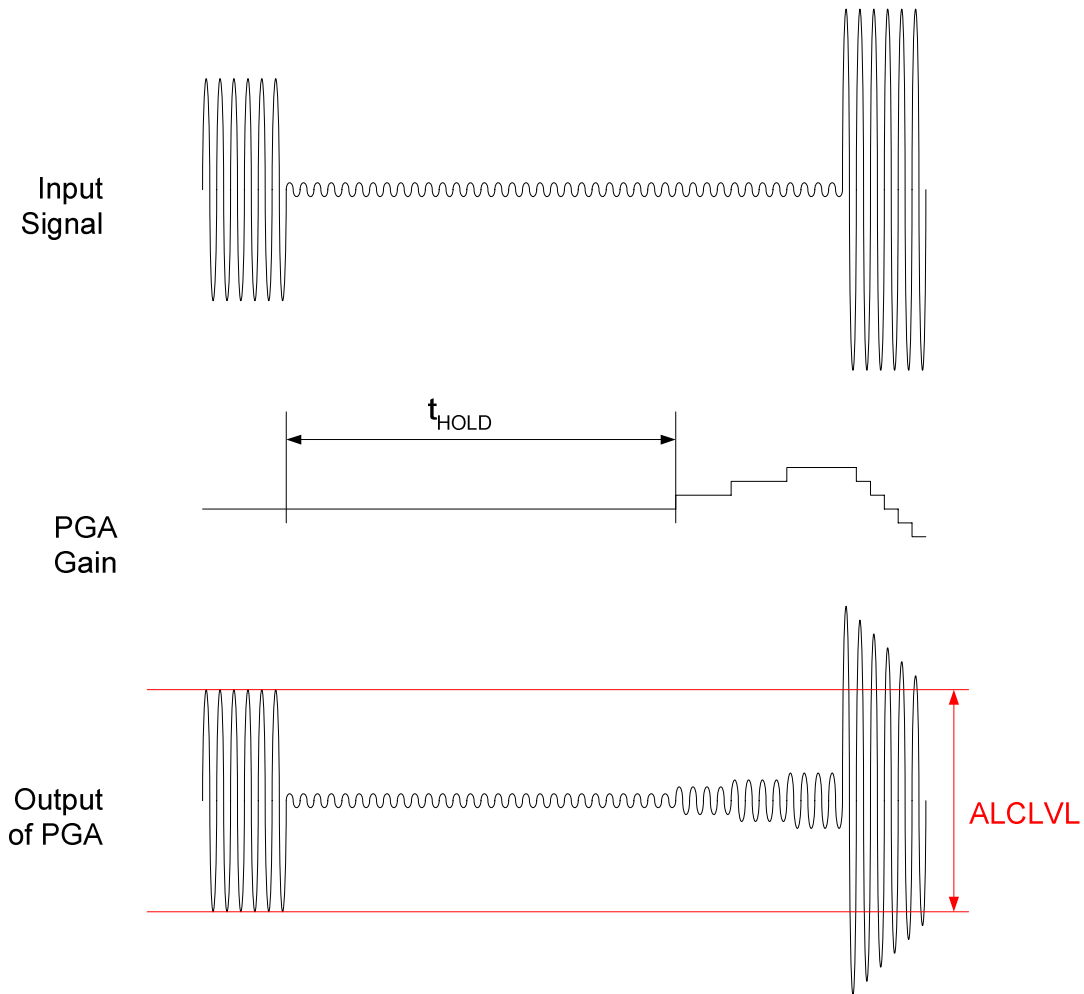 Input
Signal
tHOLD
PGA
Gain
Output
of PGA
ALCLVL